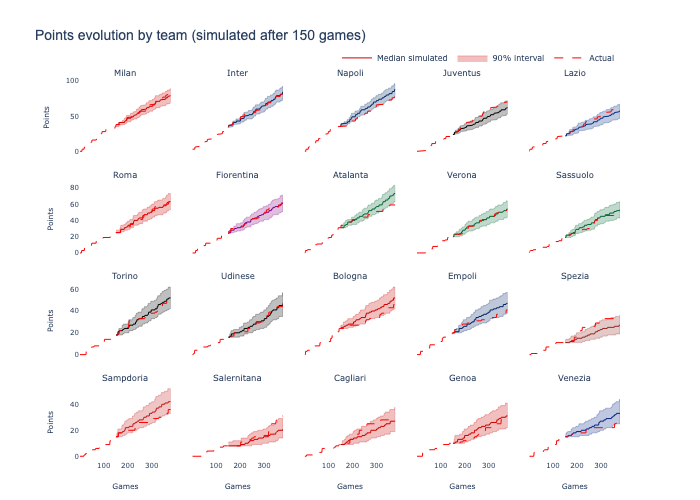 Points evolution by team (simulated after 150 games)
Median simulated 90% interval Actual
Milan Inter Napoli Juventus Lazio
100
50
0
Points
Roma Fiorentina Atalanta Verona Sassuolo
80
60
40
20
0
Points
Torino Udinese Bologna Empoli Spezia
60
40
20
0
Points
Sampdoria Salernitana Cagliari Genoa Venezia
40
20
0
Points
100 200 300 100 200 300 100 200 300 100 200 300 100 200 300
Games Games Games Games Games